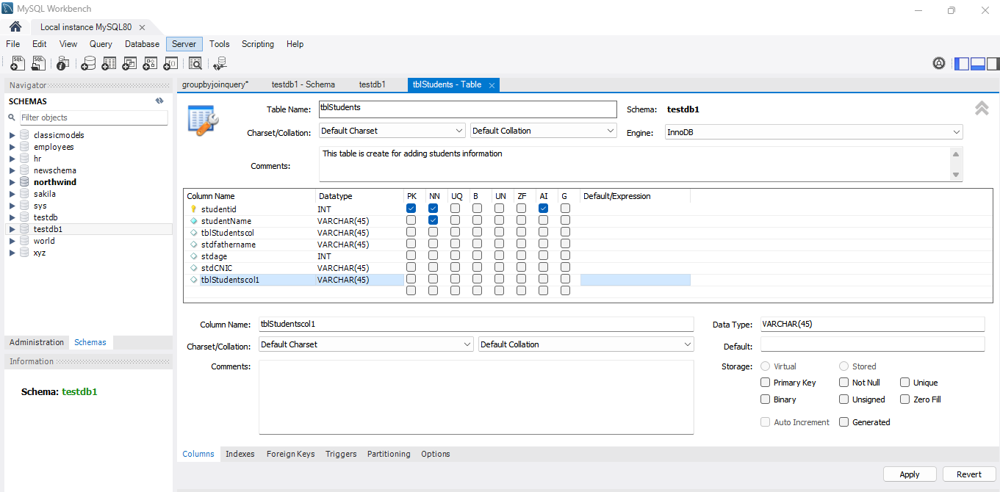 MySQL Workbench
Local instance MySQL80
File Edit View Query Database Server Tools Scripting Help
Navigator
SCHEMAS
Filter objects
classicmodels
employees
hr
newschema
northwind
sakila
sys
testdb
testdb1
world
xyz
Administration Schemas
Information
Schema: testdb1
groupbyjoinquery* testdb1 - Schema testdb1 tblStudents - Table
Table Name: tblStudents Schema: testdb1
Charset/Collation: Default Charset Default Collation Engine: InnoDB
Comments: This table is create for adding students information
Column Name Datatype PK NN UQ B UN ZF AI G Default/Expression
studentid INT
studentName VARCHAR(45)
tblStudentscol VARCHAR(45)
stdfathername VARCHAR(45)
stdage INT
stdCNIC VARCHAR(45)
tblStudentscol1 VARCHAR(45)
Column Name: tblStudentscol1 Data Type: VARCHAR(45)
Charset/Collation: Default Charset Default Collation Default:
Comments: Storage: Virtual Stored
Primary Key Not Null Unique
Binary Unsigned Zero Fill
Auto Increment Generated
Columns Indexes Foreign Keys Triggers Partitioning Options
Apply Revert